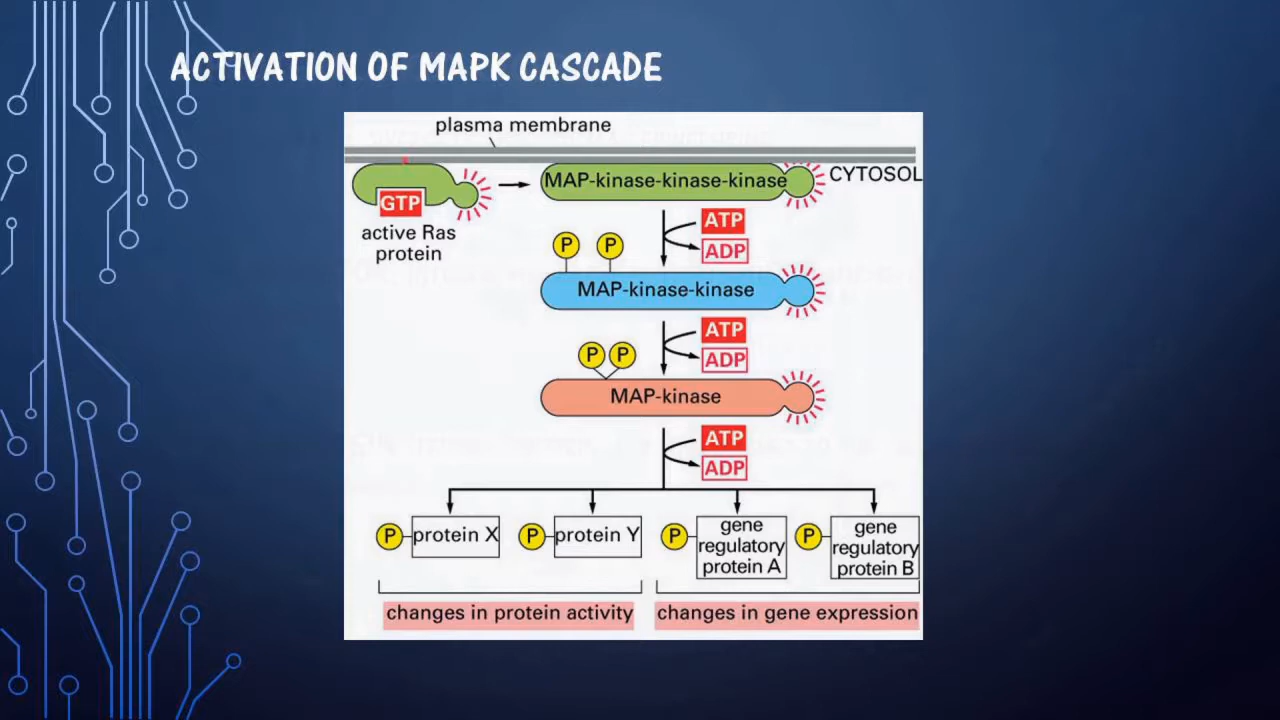 ACTIVATION OF MAPK CASCADE
plasma membrane
CYTOSOL
GTP
active Ras
protein
MAP-kinase-kinase-kinase
ATP
ADP
P P
MAP-kinase-kinase
ATP
ADP
P P
MAP-kinase
ATP
ADP
P protein X
P protein Y
P gene
regulatory
protein A
P gene
regulatory
protein B
changes in protein activity
changes in gene expression